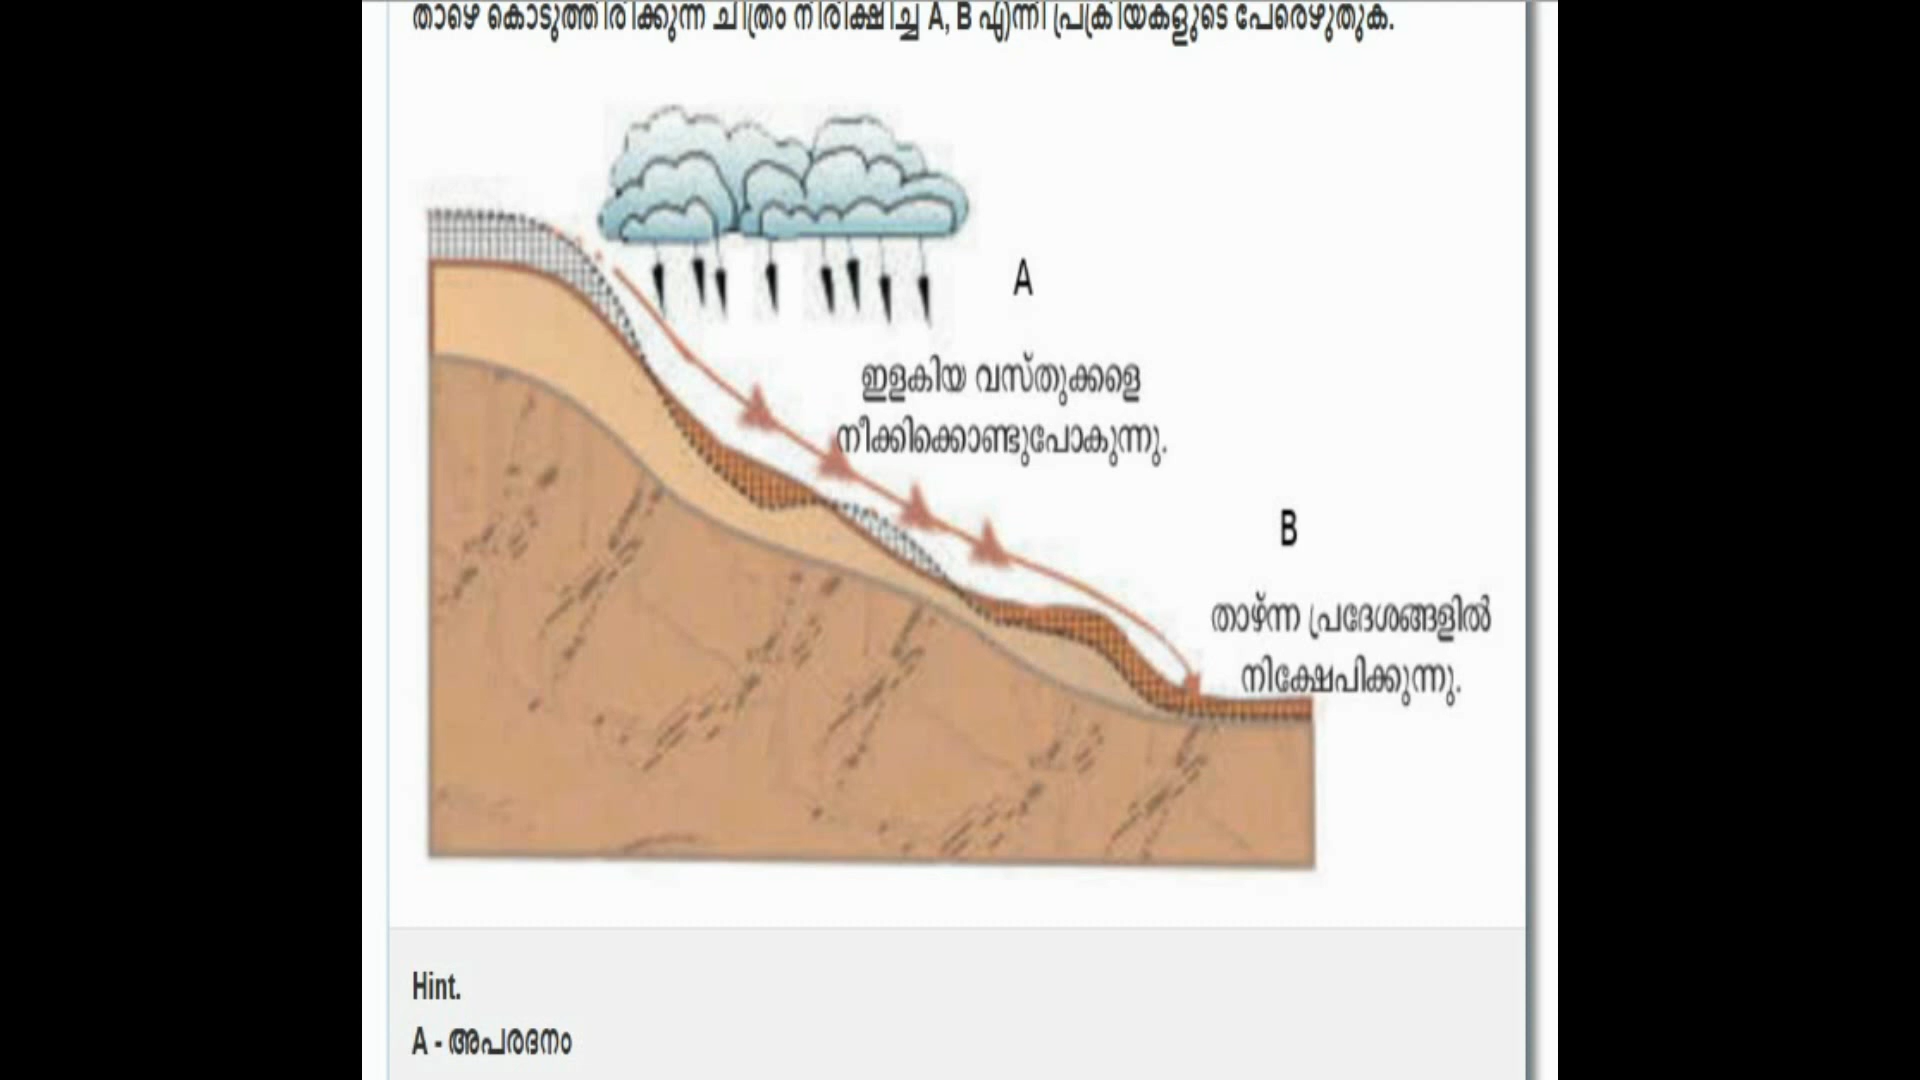 താഴെ കൊടുത്തിരിക്കുന്ന ചിത്രം നിരീക്ഷിച്ച് A, B എന്നീ പ്രക്രിയകളുടെ പേരെഴുതുക.
A
ഇളകിയ വസ്തുക്കളെ
നീക്കിക്കൊണ്ടുപോകുന്നു.
B
താഴ്ന്ന പ്രദേശങ്ങളിൽ
നിക്ഷേപിക്കുന്നു.
Hint.
A - അപരദനം